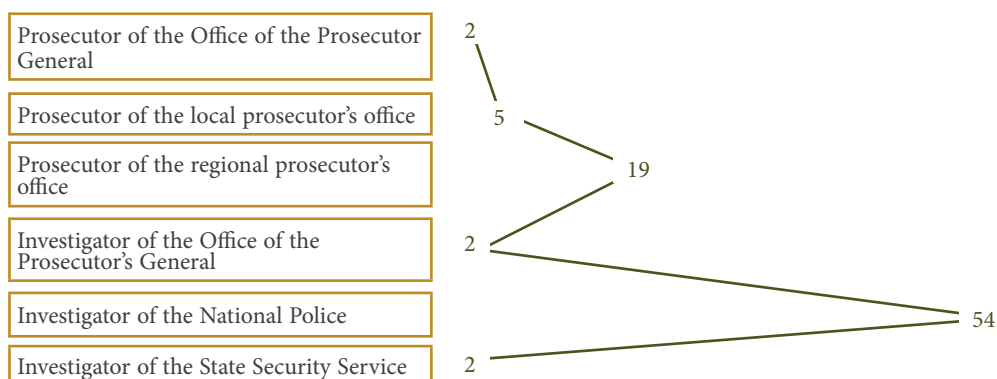 Prosecutor of the Office of the Prosecutor
General
2
Prosecutor of the local prosecutor's office
5
Prosecutor of the regional prosecutor's
office
19
Investigator of the Office of the
Prosecutor's General
2
Investigator of the National Police
54
Investigator of the State Security Service
2